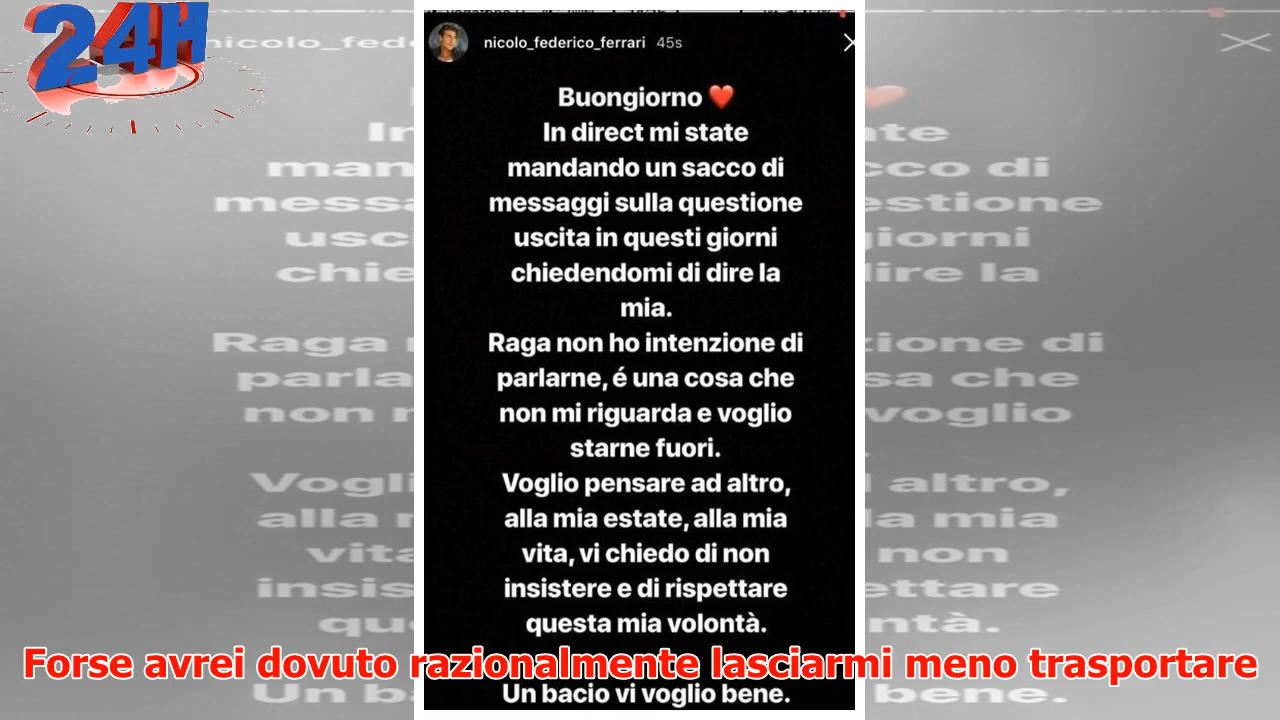 24H
nicolo_federico_ferrari 45s
Buongiorno ❤️
In direct mi state
mandando un sacco di
messaggi sulla questione
uscita in questi giorni
chiedendomi di dire la
mia.
Raga non ho intenzione di
parlarne, é una cosa che
non mi riguarda e voglio
starne fuori.
Voglio pensare ad altro,
alla mia estate, alla mia
vita, vi chiedo di non
insistere e di rispettare
questa mia volontà.
Forse avrei dovuto razionalmente lasciarmi meno trasportare
Un bacio vi voglio bene.